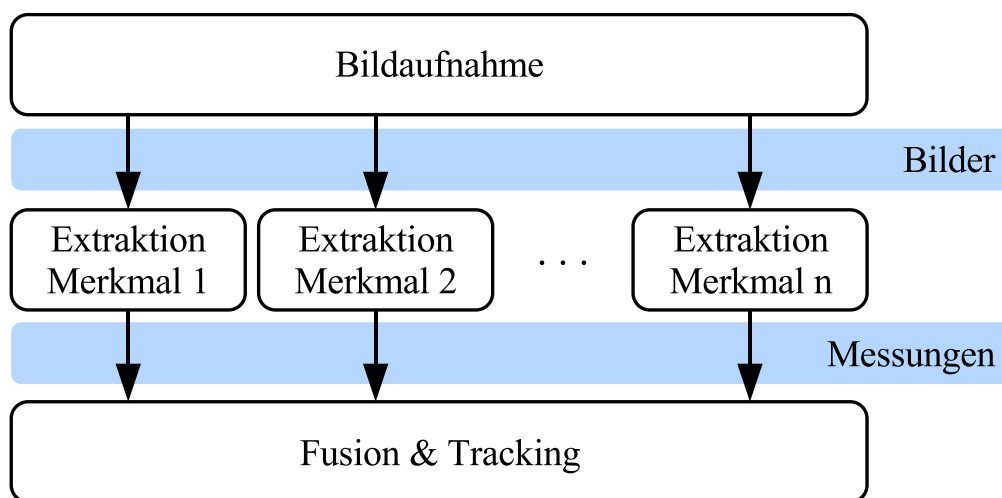 Bildaufnahme
Bilder
Extraktion
Merkmal 1
Extraktion
Merkmal 2
. . .
Extraktion
Merkmal n
Messungen
Fusion & Tracking